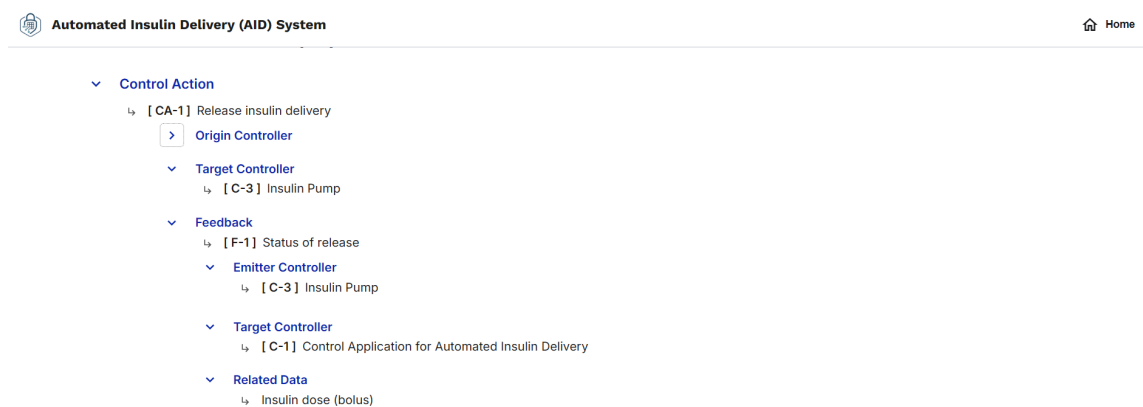 Automated Insulin Delivery (AID) System
Home
Control Action
[ CA-1 ] Release insulin delivery
Origin Controller
Target Controller
[ C-3 ] Insulin Pump
Feedback
[ F-1 ] Status of release
Emitter Controller
[ C-3 ] Insulin Pump
Target Controller
[ C-1 ] Control Application for Automated Insulin Delivery
Related Data
Insulin dose (bolus)